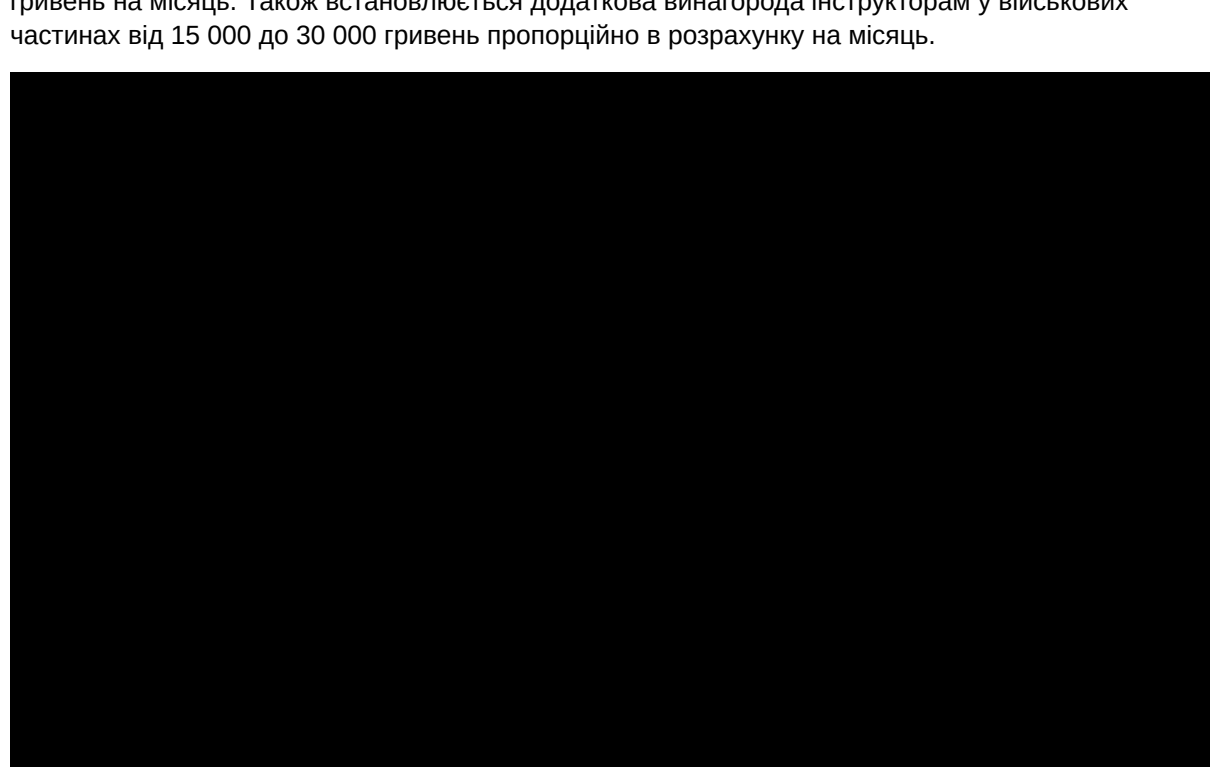 гривень на місяць. Також встановлюється додаткова винагорода інструкторам у військових
частинах від 15 000 до 30 000 гривень пропорційно в розрахунку на місяць.